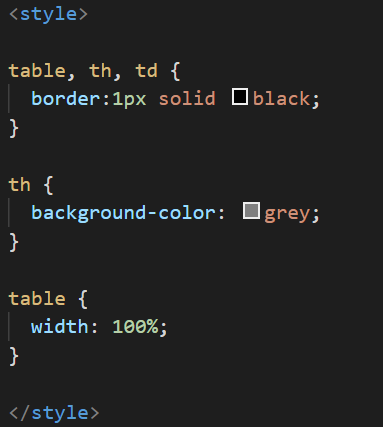 <style>
table, th, td {
border:1px solid black;
}
th {
background-color: grey;
}
table {
width: 100%;
}
</style>